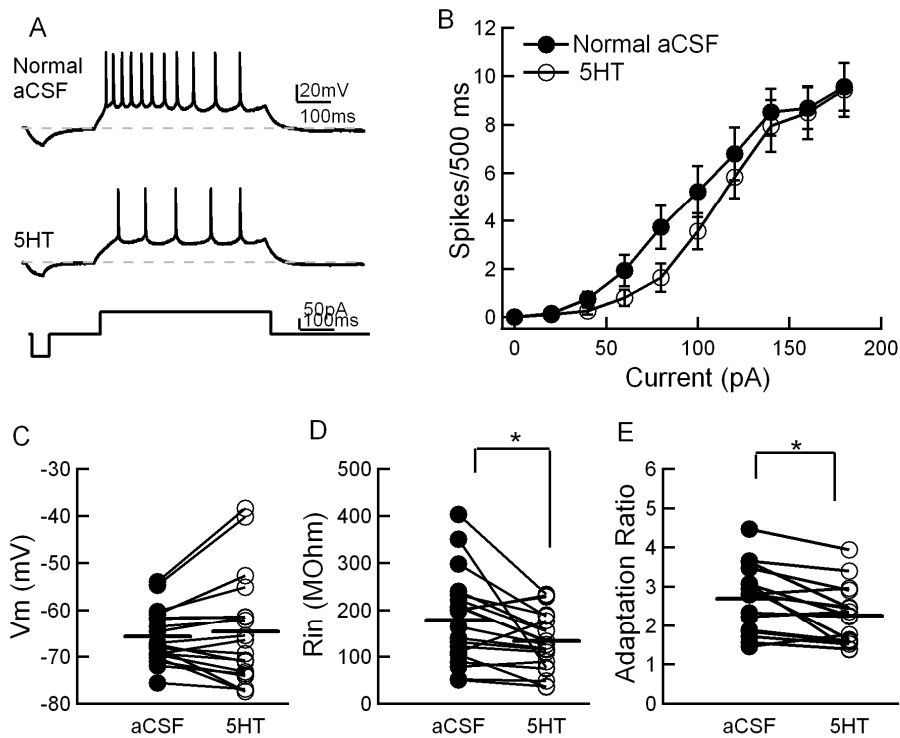 A
Normal
aCSF
20mV
100ms
5HT
50pA
100ms
B
Normal aCSF
5HT
12
10
8
6
4
2
0
Spikes/500 ms
0 50 100 150 200
Current (pA)
C
-30
-40
-50
-60
-70
-80
Vm (mV)
aCSF 5HT
D
*
500
400
300
200
100
0
Rin (MOhm)
aCSF 5HT
E
*
6
5
4
3
2
1
0
Adaptation Ratio
aCSF 5HT